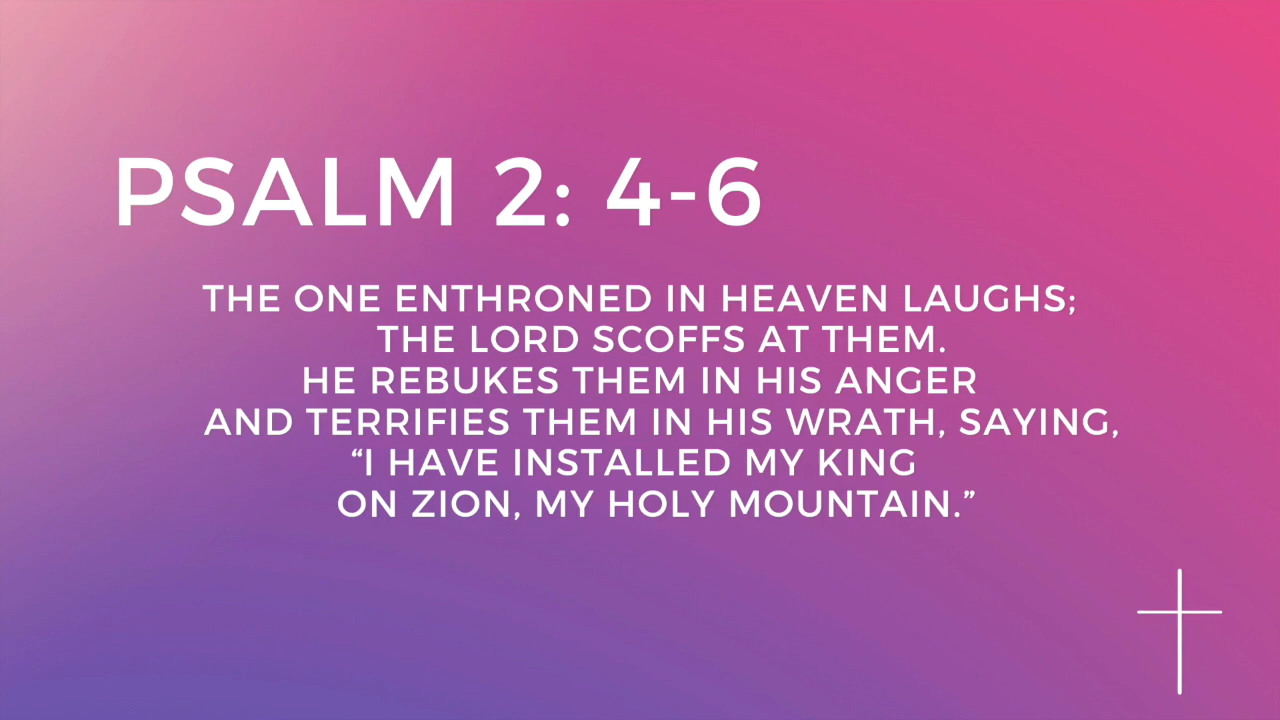 PSALM 2: 4-6
THE ONE ENTHRONED IN HEAVEN LAUGHS;
THE LORD SCOFFS AT THEM.
HE REBUKES THEM IN HIS ANGER
AND TERRIFIES THEM IN HIS WRATH, SAYING,
“I HAVE INSTALLED MY KING
ON ZION, MY HOLY MOUNTAIN.”